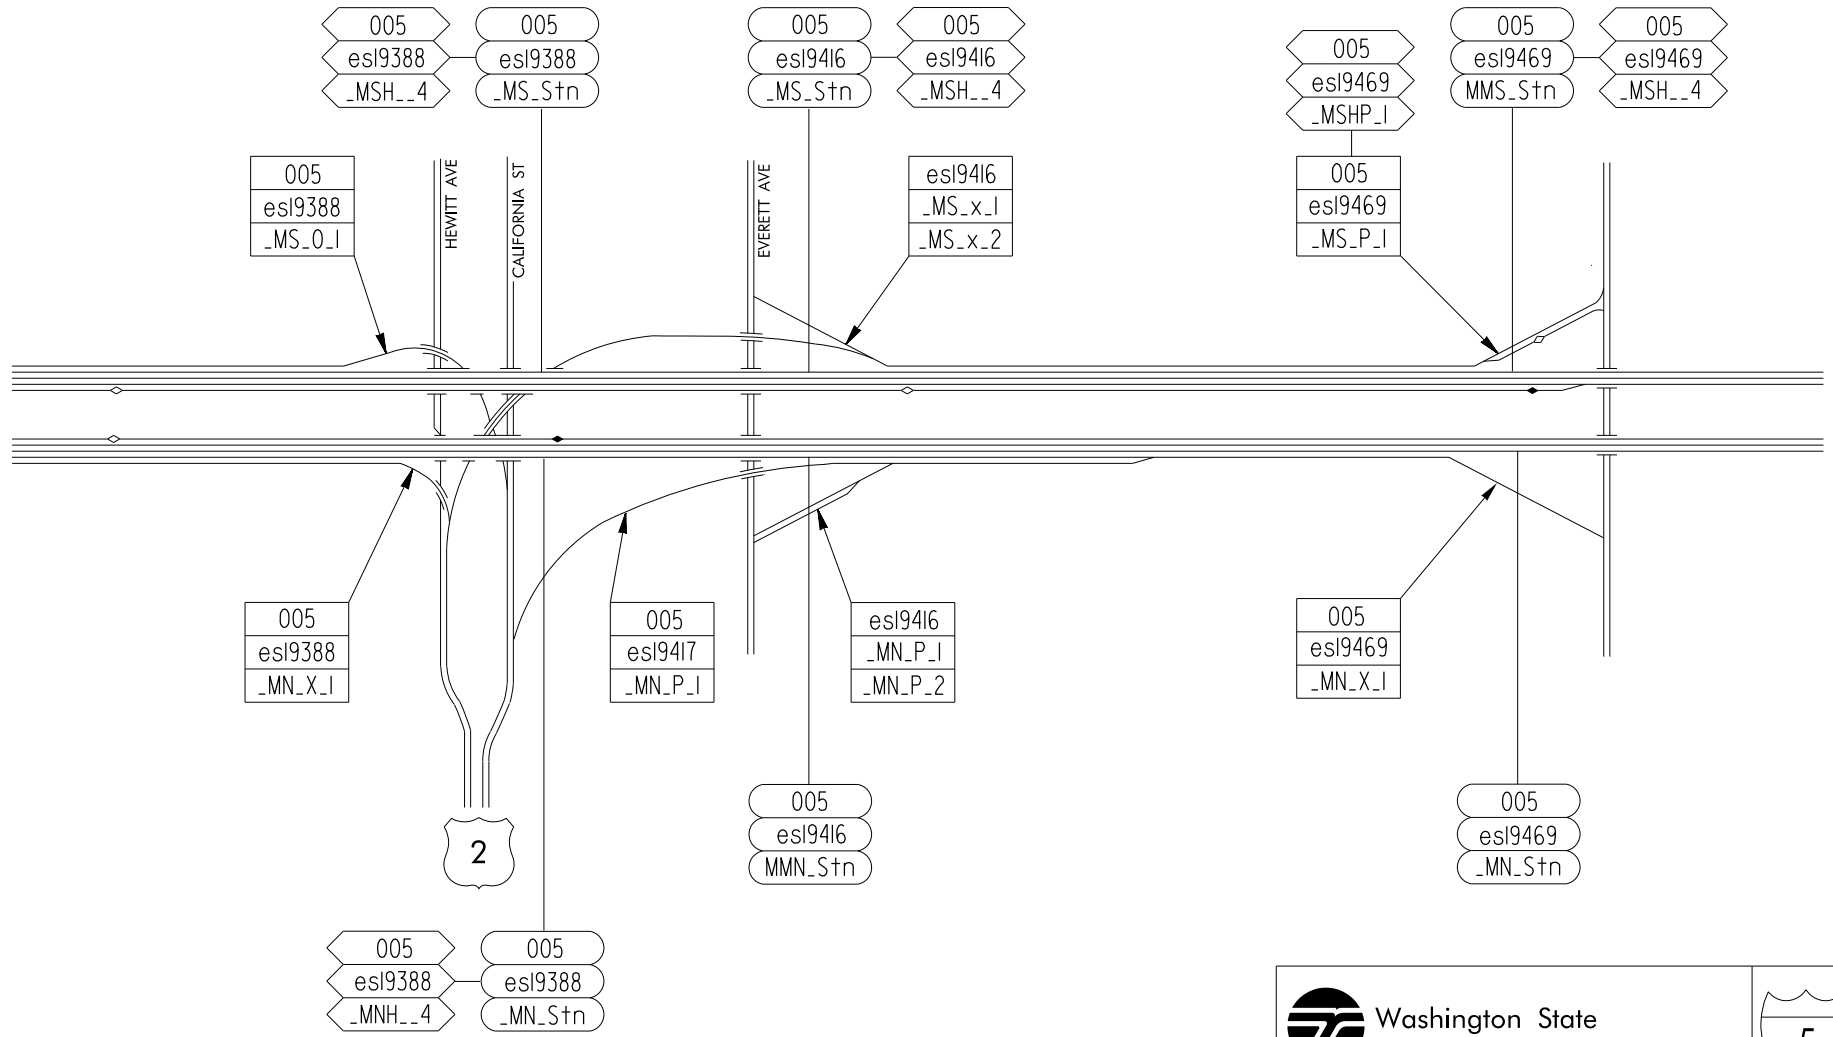 005
esl9388
_MSH__4
005
esl9388
_MS_Stn
005
esl9416
_MS_Stn
005
esl9416
_MSH__4
005
esl9469
_MSHP_1
005
esl9469
MMS_Stn
005
esl9469
_MSH__4
005
esl9388
_MS_O_1
HEWITT AVE
CALIFORNIA ST
EVERETT AVE
esl9416
_MS_x_1
_MS_x_2
005
esl9469
_MS_P_1
005
esl9388
_MN_X_1
005
esl9417
_MN_P_1
esl9416
_MN_P_1
_MN_P_2
005
esl9469
_MN_X_1
2
005
esl9416
MMN_Stn
005
esl9469
_MN_Stn
005
esl9388
_MNH__4
005
esl9388
_MN_Stn
Washington State
5